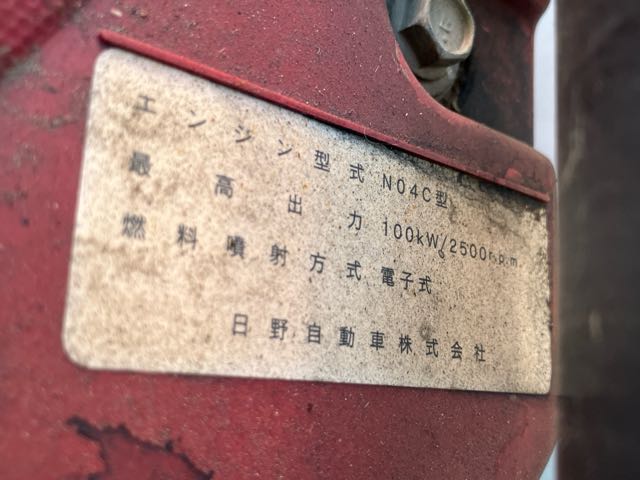 エンジン型式 N04C型
最高出力 100kW/2500r.p.m.
燃料噴射方式 電子式
日野自動車株式会社